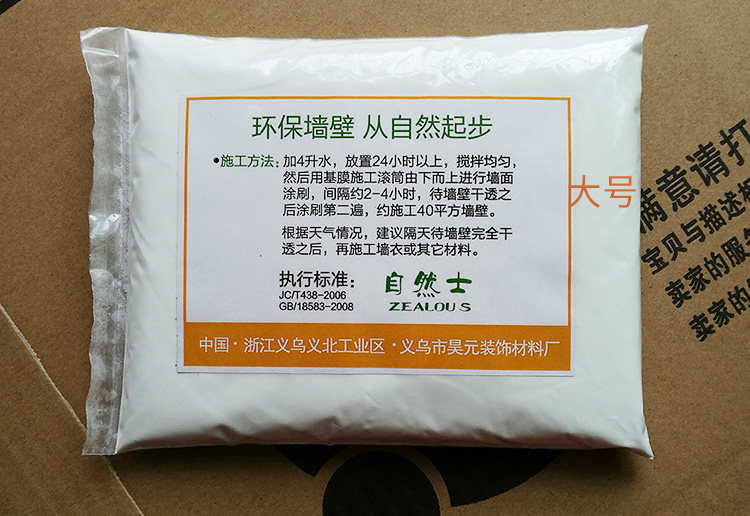 环保墙壁 从自然起步
●施工方法：加4升水，放置24小时以上，搅拌均匀，
然后用基膜施工滚筒由下而上进行墙面
涂刷，间隔约2-4小时，待墙壁干透之
后涂刷第二遍，约施工40平方墙壁。
根据天气情况，建议隔天待墙壁完全干
透之后，再施工墙衣或其它材料。
执行标准：
JC/T438-2006
GB/18583-2008
自然士
ZEALOUS
中国·浙江义乌义北工业区·义乌市昊元装饰材料厂
大号
满意请打
宝贝与描述
卖家的服
卖家的